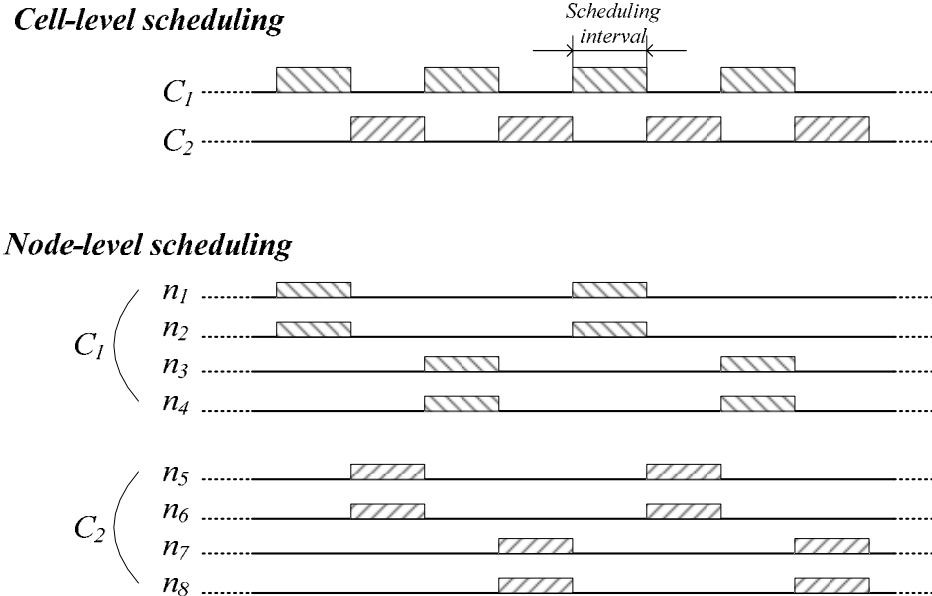 Cell-level scheduling
Scheduling
interval
C1
C2
Node-level scheduling
n1
n2
C1
n3
n4
n5
n6
C2
n7
n8